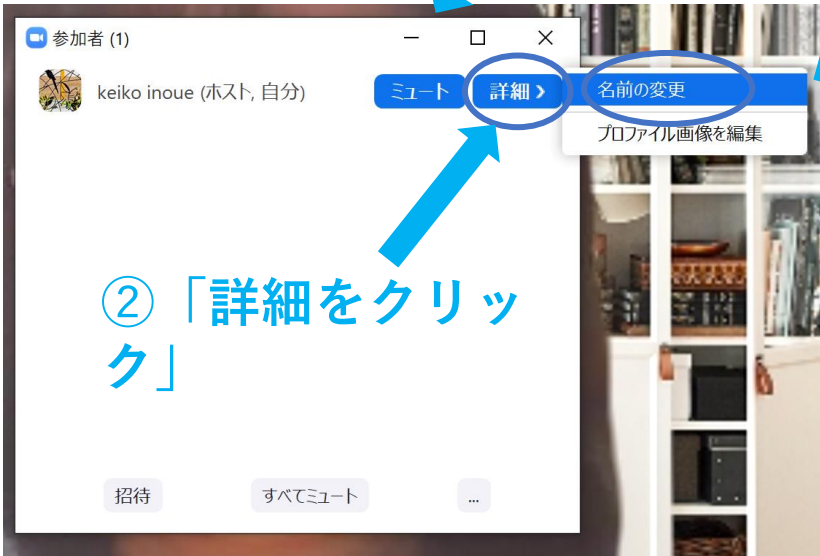 参加者 (1)
keiko inoue (ホスト, 自分)
ミュート
詳細 ❯
名前の変更
プロファイル画像を編集
②「詳細をクリッ
ク」
招待
すべてミュート
...